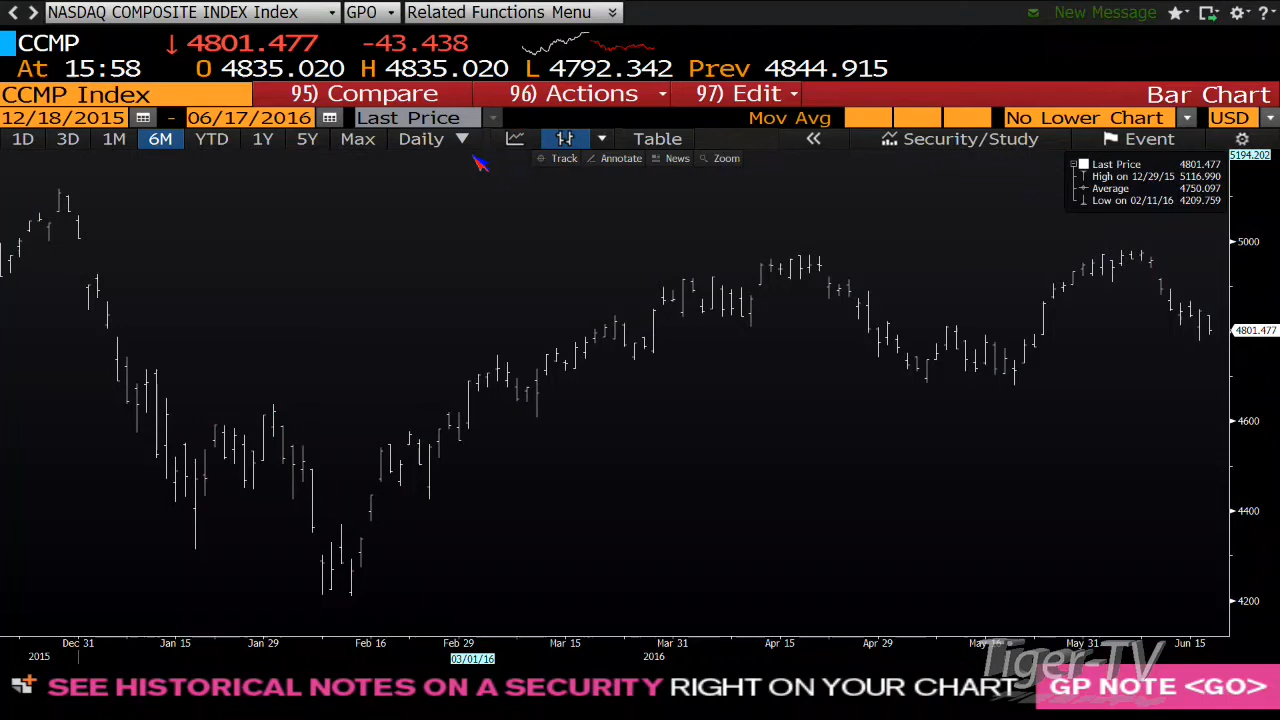 NASDAQ COMPOSITE INDEX Index GPO Related Functions Menu New Message ?
CCMP ↓ 4801.477 -43.438
At 15:58 O 4835.020 H 4835.020 L 4792.342 Prev 4844.915
CCMP Index 95) Compare 96) Actions 97) Edit Bar Chart
12/18/2015 - 06/17/2016 Last Price Mov Avg No Lower Chart USD
1D 3D 1M 6M YTD 1Y 5Y Max Daily Table « Security/Study Event
Track Annotate News Zoom
5194.202
Last Price 4801.477
High on 12/29/15 5116.990
Average 4750.097
Low on 02/11/16 4209.759
5000
4801.477
4600
4400
4200
Dec 31 Jan 15 Jan 29 Feb 16 Feb 29 Mar 15 Mar 31 Apr 15 Apr 29 May 16 May 31 Jun 15
2015 03/01/16 2016
Tiger-TV
SEE HISTORICAL NOTES ON A SECURITY RIGHT ON YOUR CHART GP NOTE <GO>